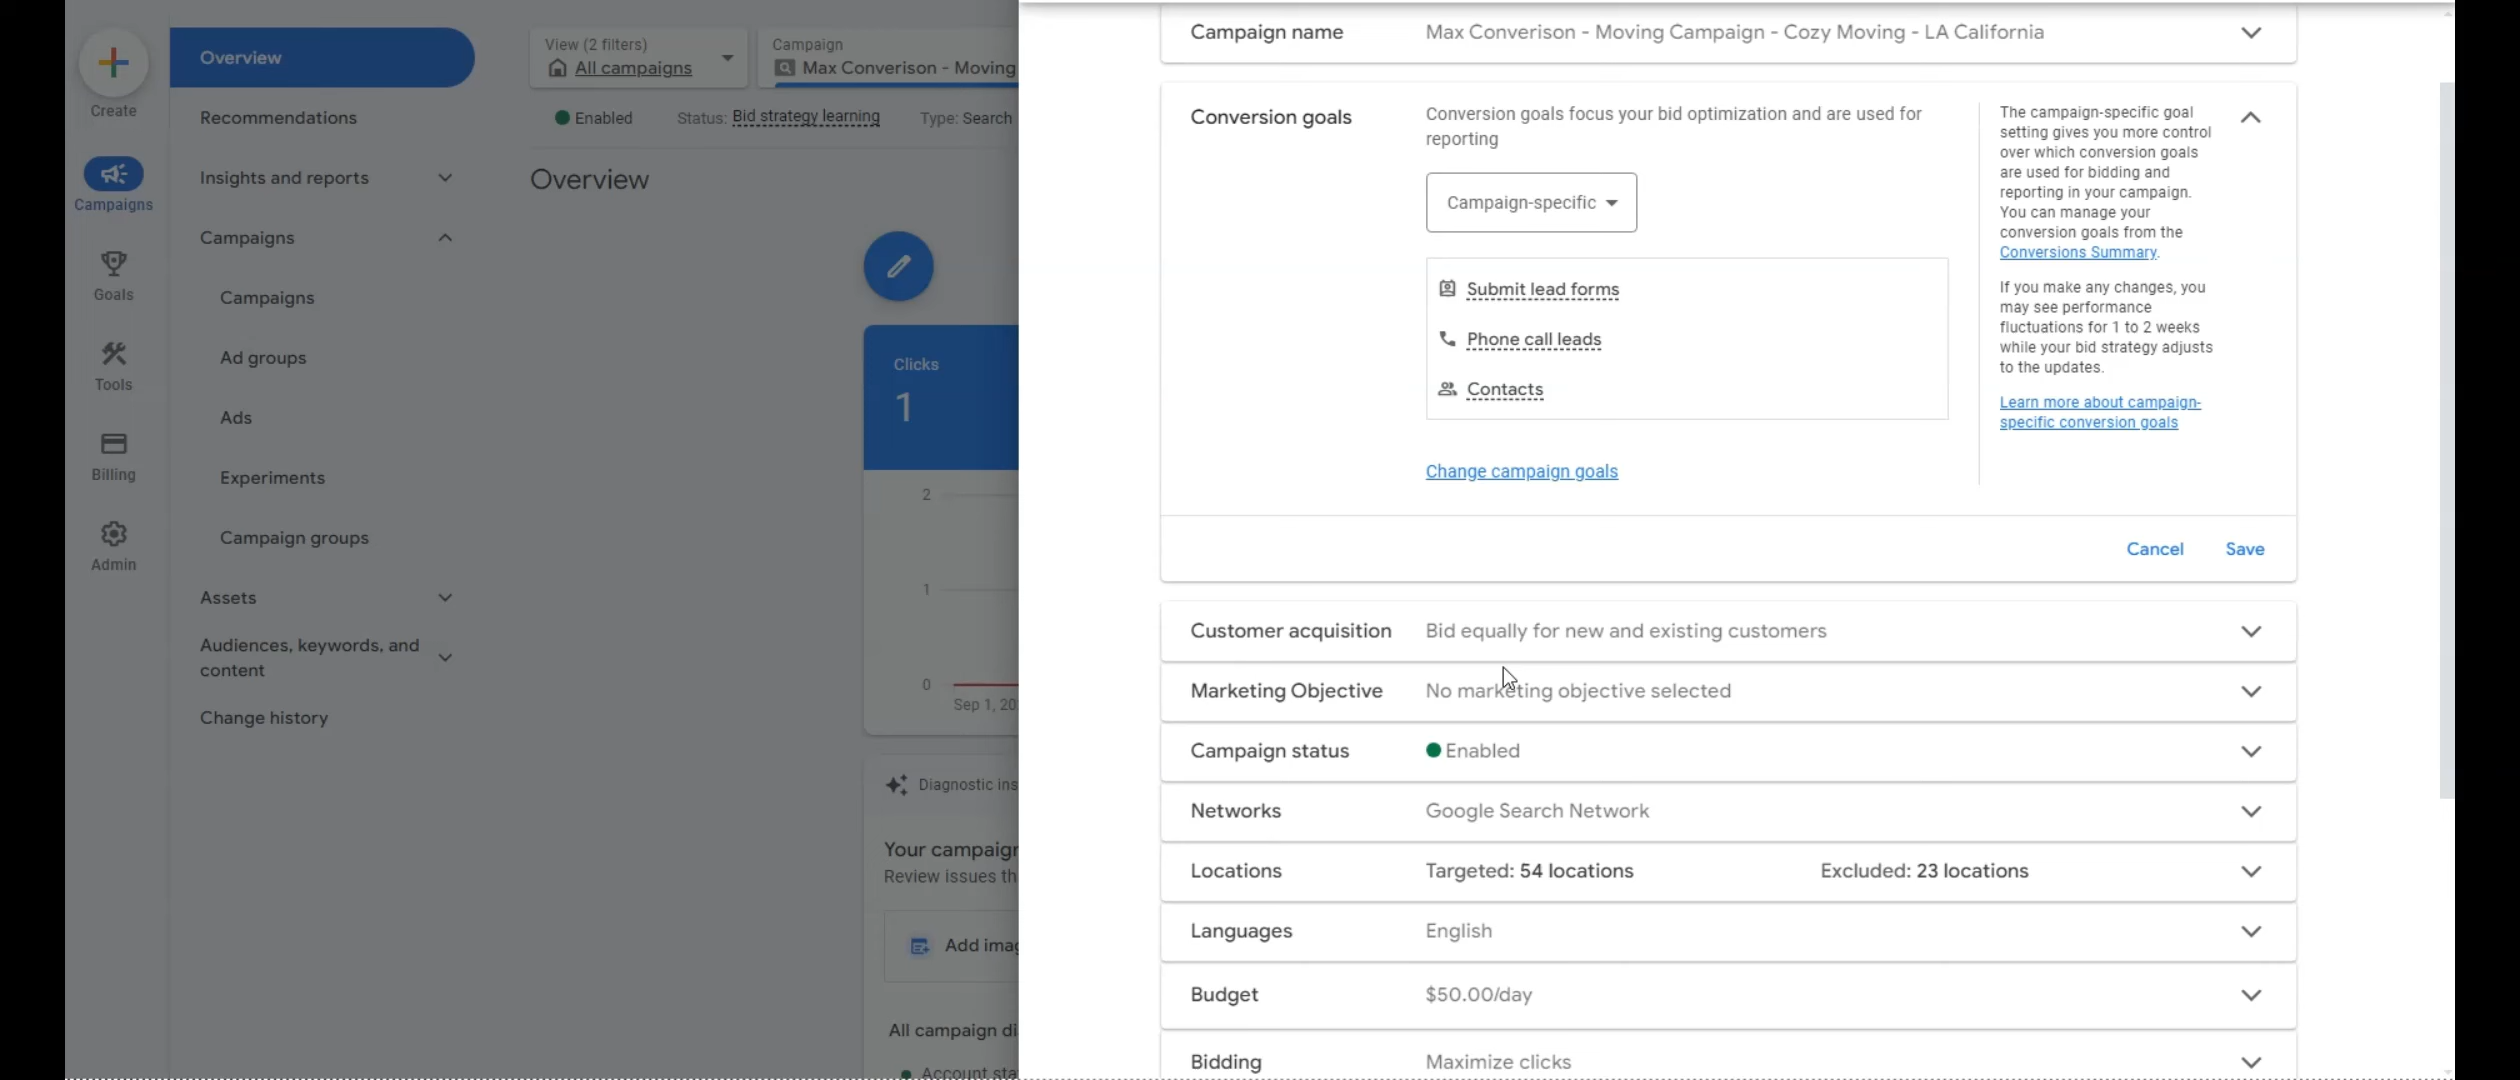 Create
Campaigns
Goals
Tools
Billing
Admin
Overview
Recommendations
Insights and reports
Campaigns
Campaigns
Ad groups
Ads
Experiments
Campaign groups
Assets
Audiences, keywords, and
content
Change history
View (2 filters)
All campaigns
Campaign
Max Converison - Moving
Enabled
Status: Bid strategy learning
Type: Search
Overview
Clicks
1
2
1
0
Sep 1, 20
Diagnostic ins
Your campaign
Review issues th
Add imag
All campaign di
Account sta
Campaign name
Max Converison - Moving Campaign - Cozy Moving - LA California
Conversion goals
Conversion goals focus your bid optimization and are used for
reporting
Campaign-specific
Submit lead forms
Phone call leads
Contacts
Change campaign goals
The campaign-specific goal
setting gives you more control
over which conversion goals
are used for bidding and
reporting in your campaign.
You can manage your
conversion goals from the
Conversions Summary.
If you make any changes, you
may see performance
fluctuations for 1 to 2 weeks
while your bid strategy adjusts
to the updates.
Learn more about campaign-
specific conversion goals
Cancel
Save
Customer acquisition
Bid equally for new and existing customers
Marketing Objective
No marketing objective selected
Campaign status
Enabled
Networks
Google Search Network
Locations
Targeted: 54 locations
Excluded: 23 locations
Languages
English
Budget
$50.00/day
Bidding
Maximize clicks